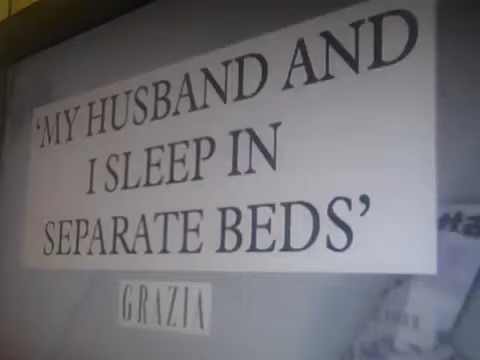 ‘MY HUSBAND AND
I SLEEP IN
SEPARATE BEDS’
GRAZIA